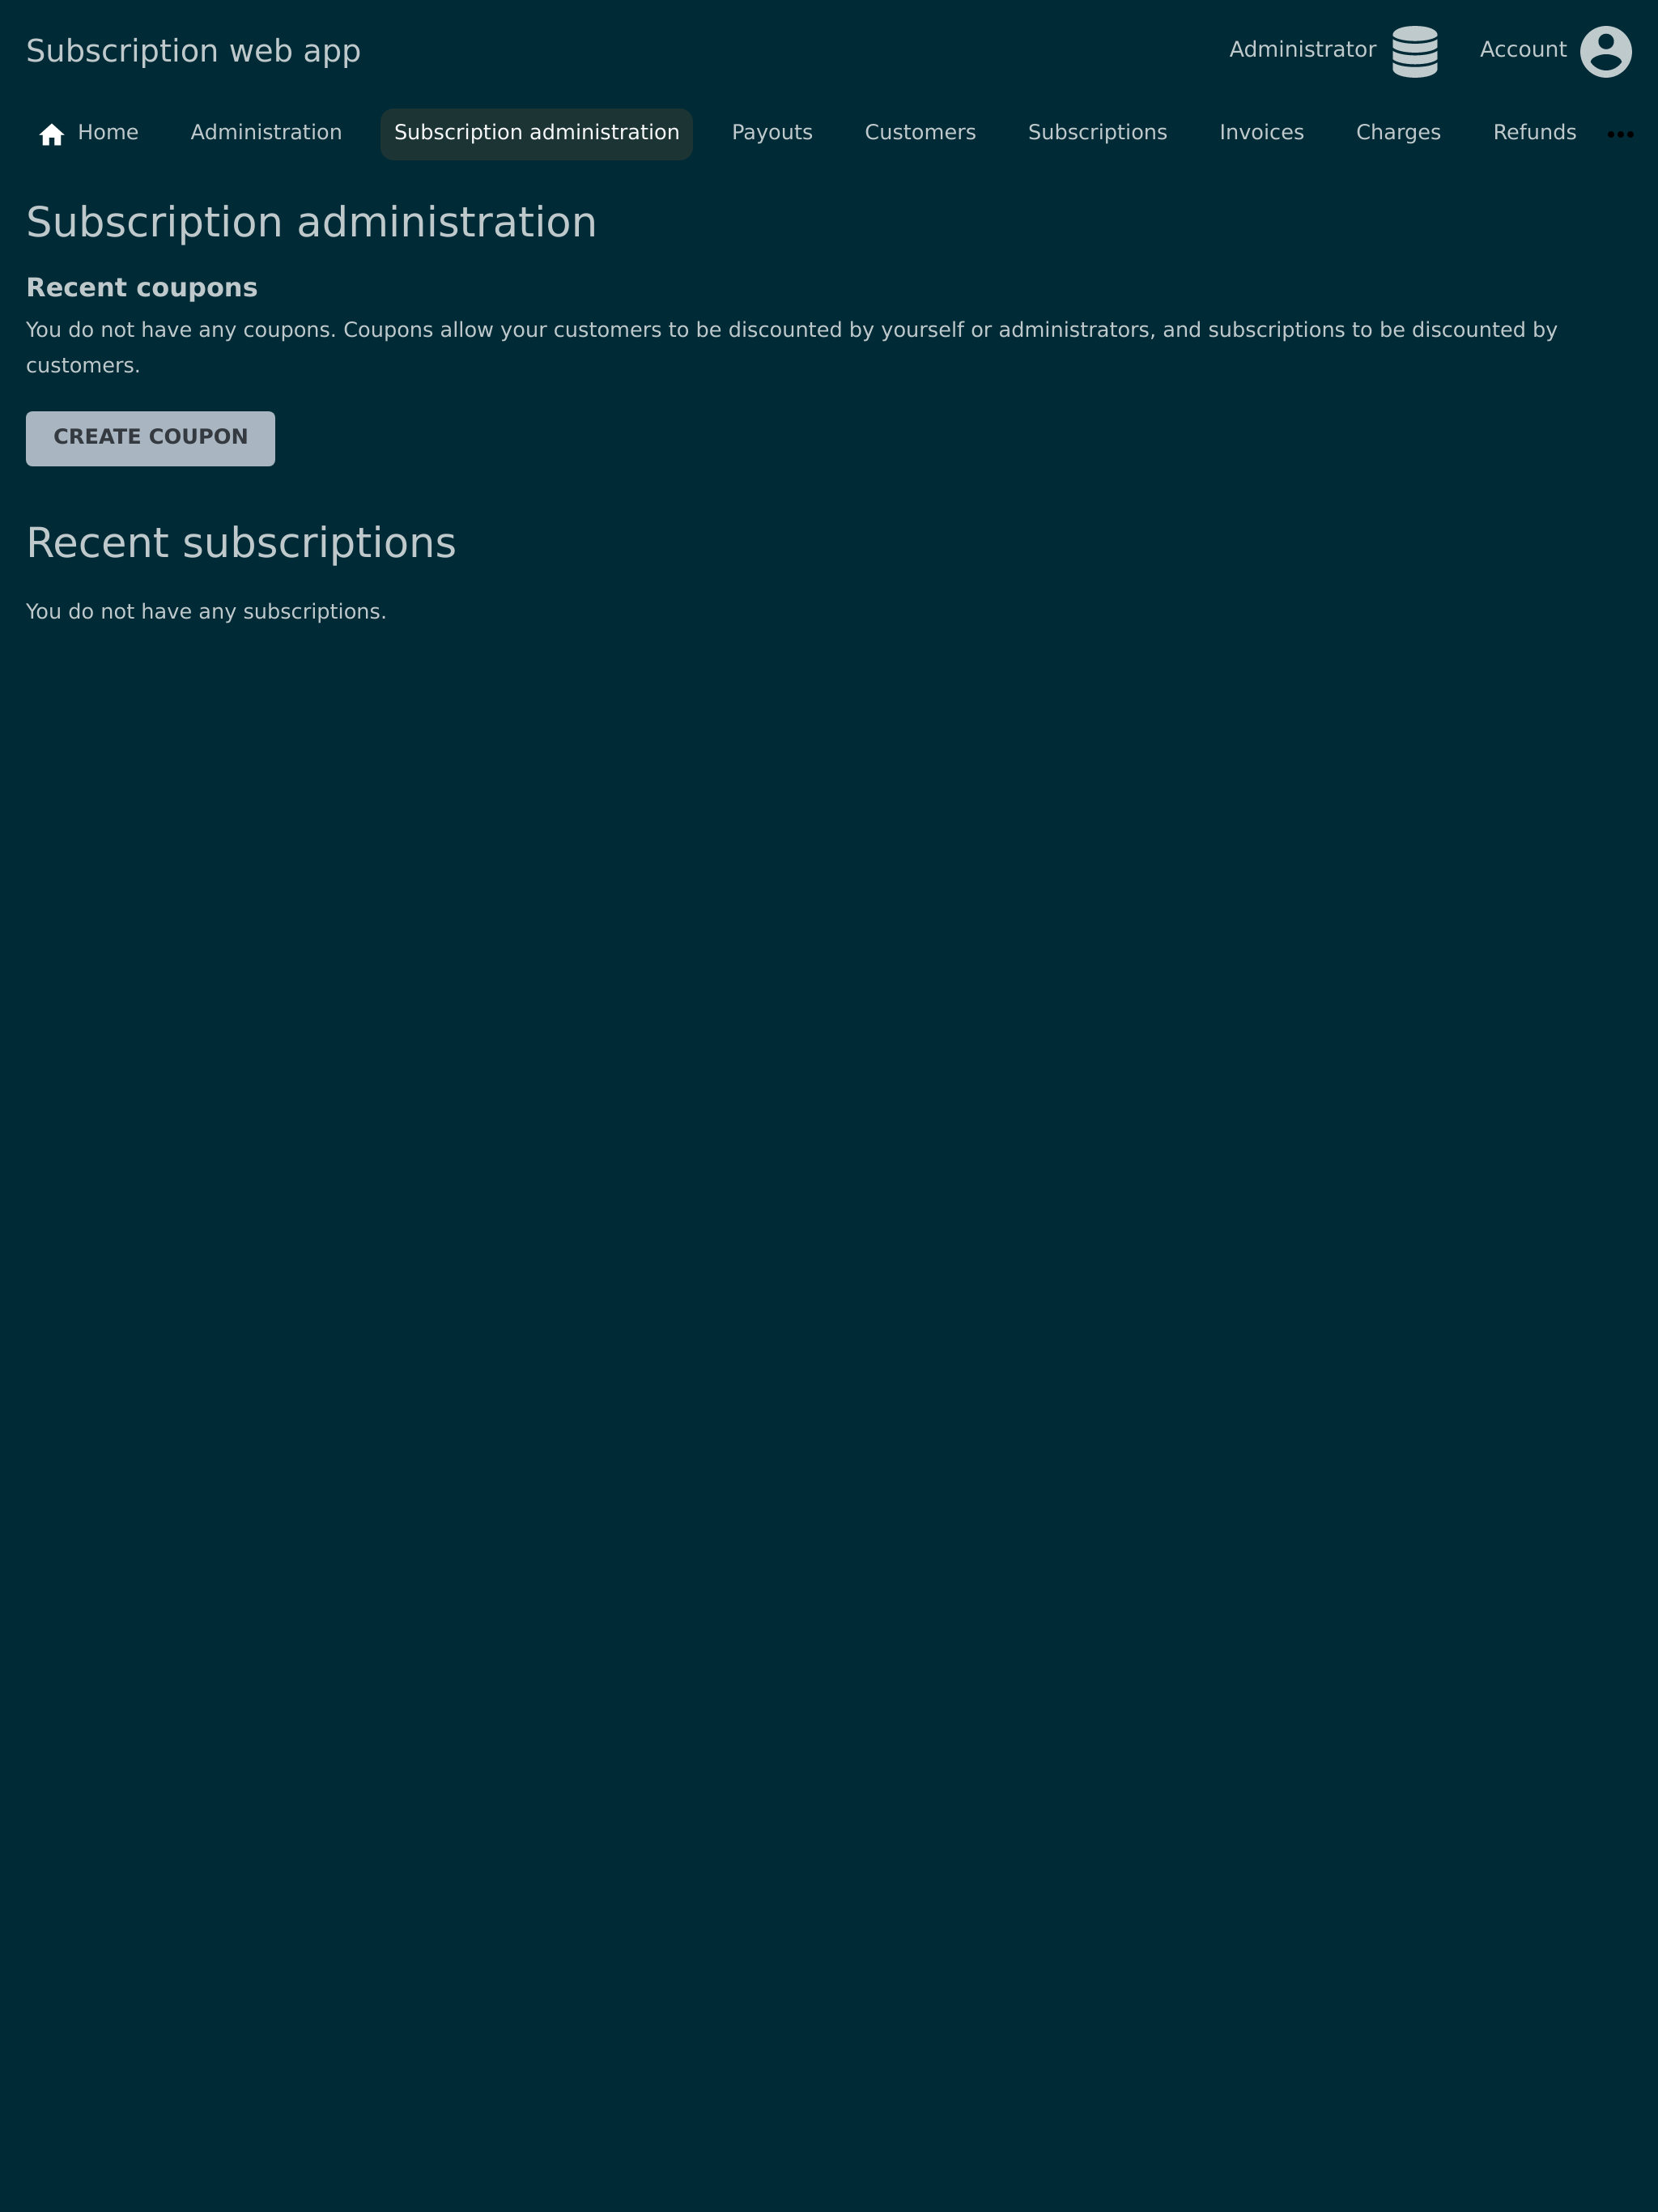 Subscription web app
Administrator
Account
Home
Administration
Subscription administration
Payouts
Customers
Subscriptions
Invoices
Charges
Refunds
Subscription administration
Recent coupons
You do not have any coupons. Coupons allow your customers to be discounted by yourself or administrators, and subscriptions to be discounted by
customers.
CREATE COUPON
Recent subscriptions
You do not have any subscriptions.